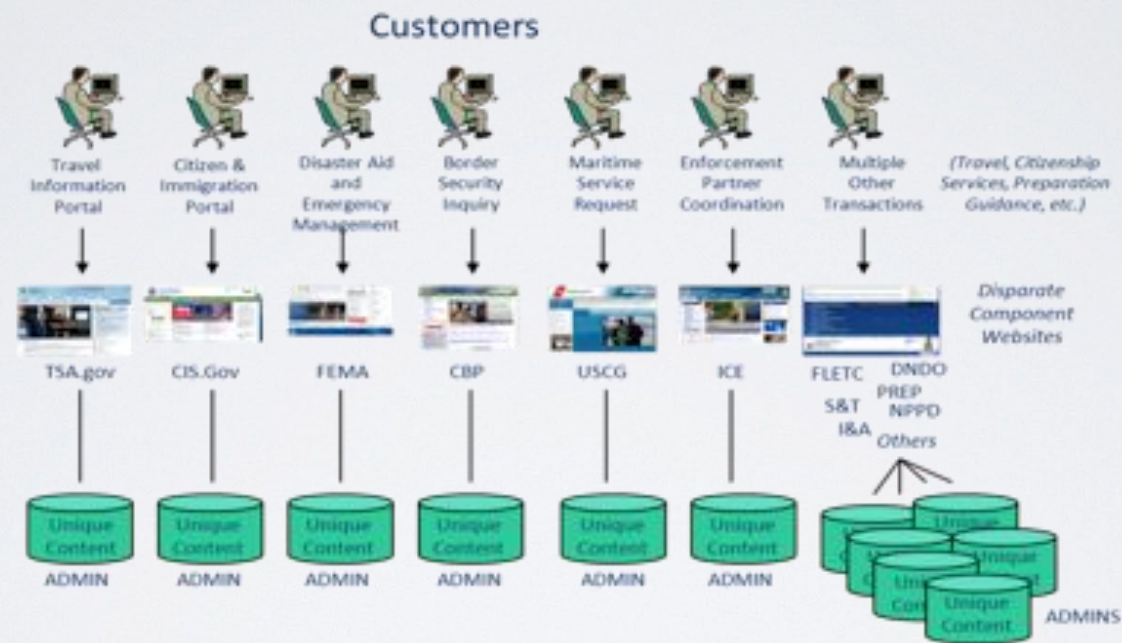 Customers
Travel
Information
Portal
Citizen &
Immigration
Portal
Disaster Aid
and
Emergency
Management
Border
Security
Inquiry
Maritime
Service
Request
Enforcement
Partner
Coordination
Multiple
Other
Transactions
(Travel, Citizenship
Services, Preparation
Guidance, etc.)
Disparate
Component
Websites
TSA.gov
CIS.Gov
FEMA
CBP
USCG
ICE
FLETC
DNDO
PREP
S&T
NPPD
I&A
Others
Unique
Content
ADMIN
Unique
Content
ADMIN
Unique
Content
ADMIN
Unique
Content
ADMIN
Unique
Content
ADMIN
Unique
Content
ADMIN
Unique
Unique
Unique
Content
ADMINS